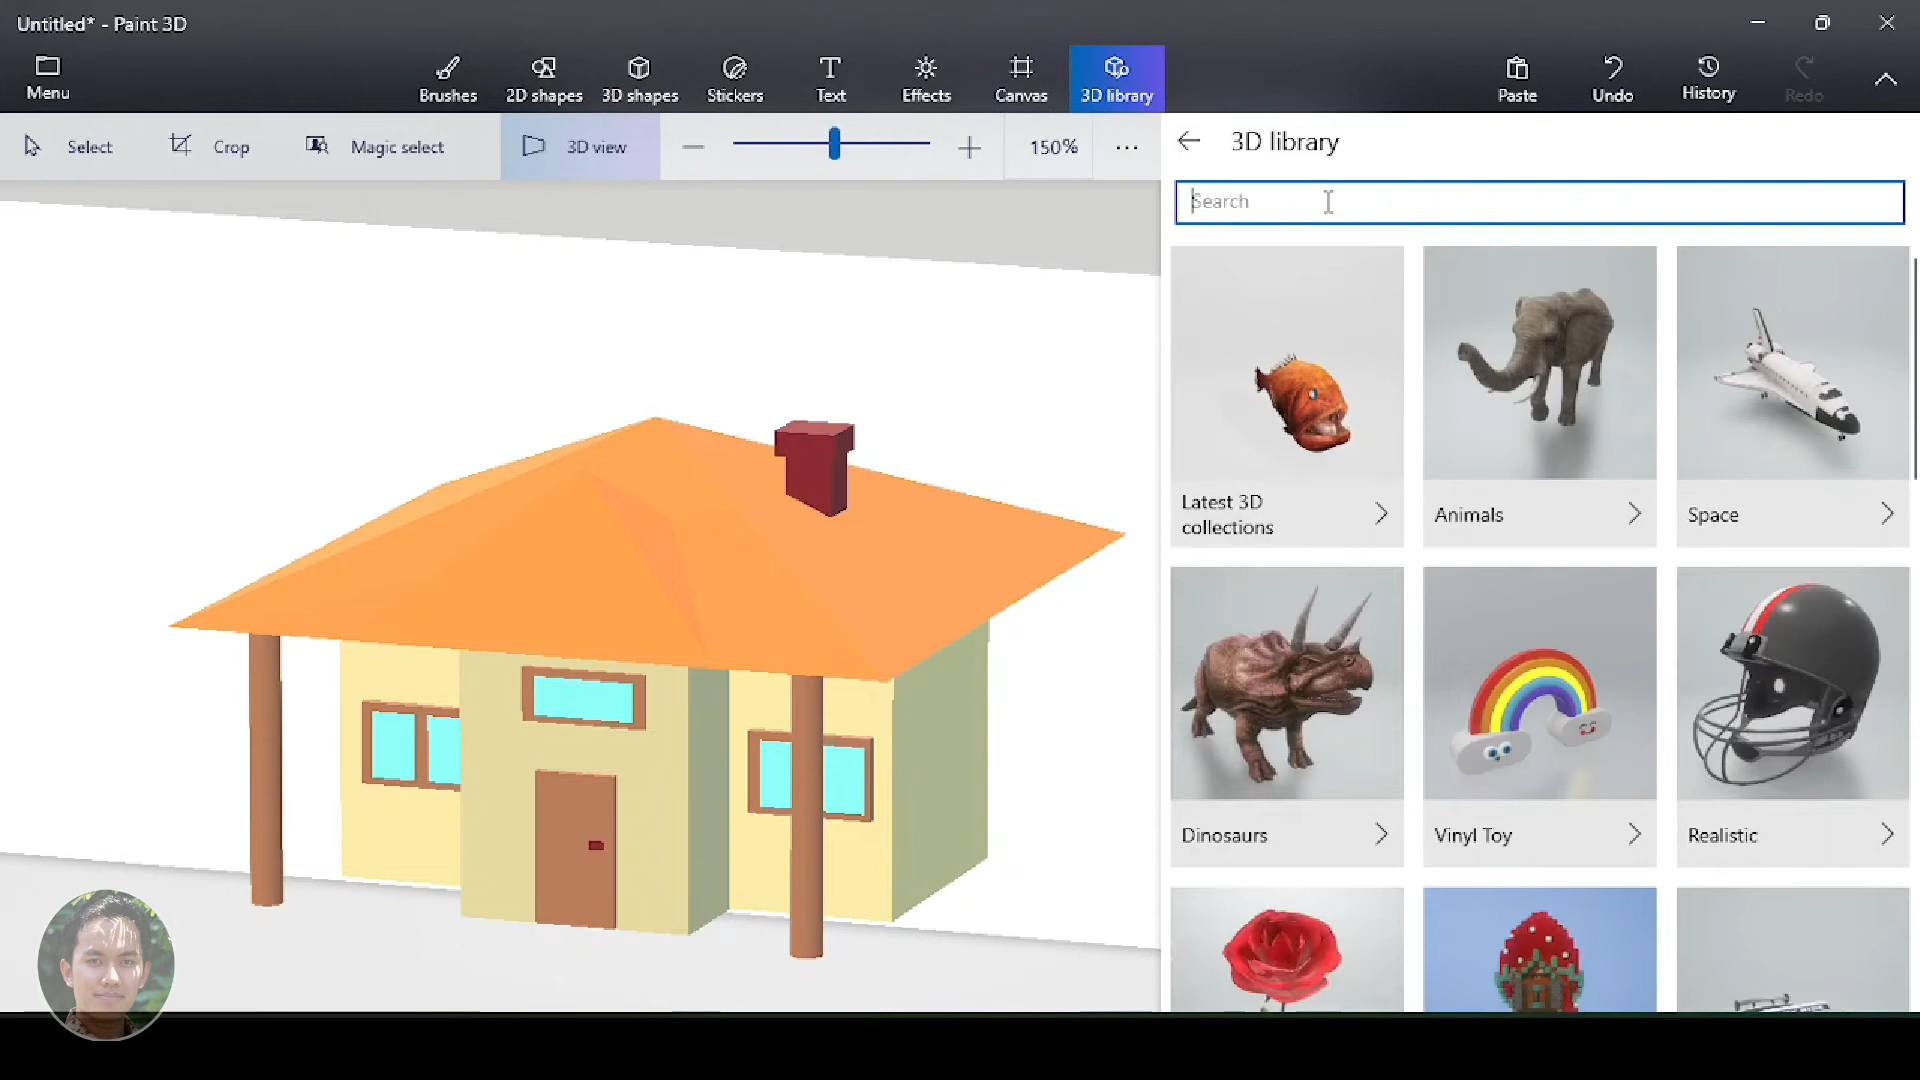 Untitled* - Paint 3D
Menu
Brushes
2D shapes
3D shapes
Stickers
Text
Effects
Canvas
3D library
Paste
Undo
History
Redo
Select
Crop
Magic select
3D view
150%
3D library
Search
Latest 3D
collections
Animals
Space
Dinosaurs
Vinyl Toy
Realistic